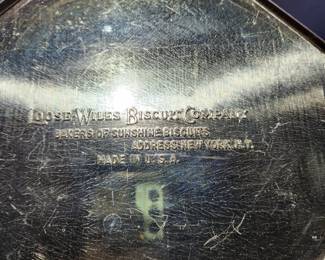 LOOSE-WILES BISCUIT COMPANY
BAKERS OF SUNSHINE BISCUITS
ADDRESS NEW YORK, N.Y.
MADE IN U.S.A.